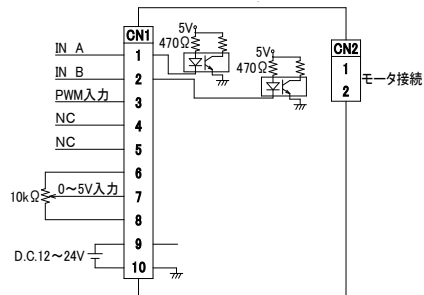 CN1
5V
470Ω
5V
470Ω
CN2
IN A
1
IN B
2
PWM入力
3
NC
4
NC
5
1
2
モータ接続
6
10kΩ
0～5V入力
7
8
D.C.12～24V
9
10